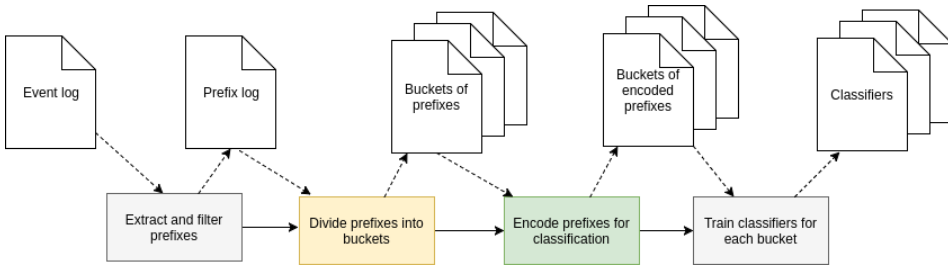 Event log
Prefix log
Buckets of
prefixes
Buckets of
encoded
prefixes
Classifiers
Extract and filter
prefixes
Divide prefixes into
buckets
Encode prefixes for
classification
Train classifiers for
each bucket